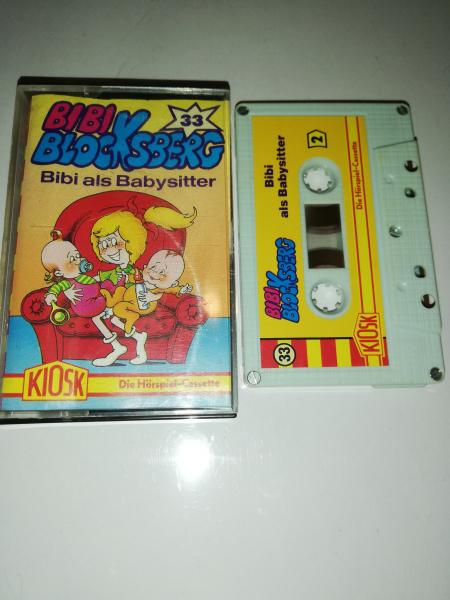 BIBI
BLOCKSBERG
33
Bibi als Babysitter
KIOSK
Die Hörspiel-Cassette
33
BIBI
BLOCKSBERG
Bibi
als Babysitter
2
KIOSK
Die Hörspiel-Cassette